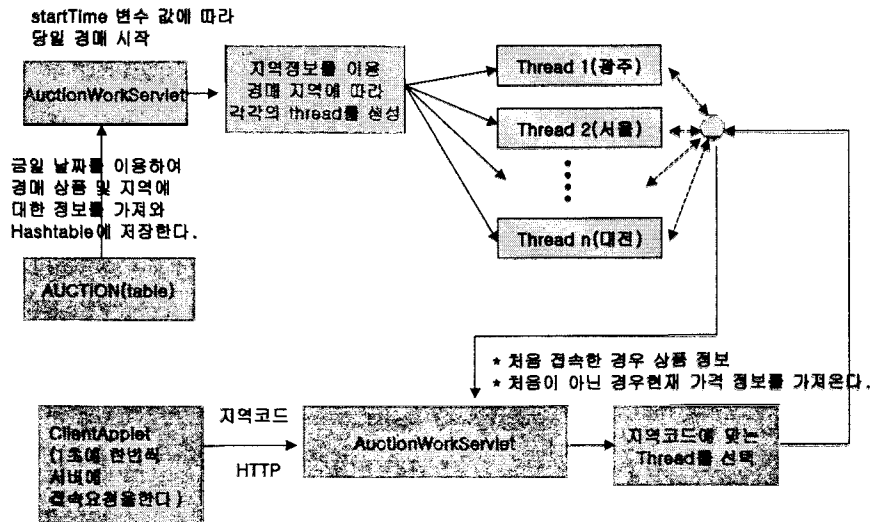 startTime 변수 값에 따라
당일 경매 시작
AuctionWorkServlet
지역정보를 이용
경매 지역에 따라
각각의 thread를 생성
Thread 1(광주)
Thread 2(서울)
Thread n(대전)
금일 날짜를 이용하여
경매 상품 및 지역에
대한 정보를 가져와
Hashtable에 저장한다.
AUCTION(table)
* 처음 접속한 경우 상품 정보
* 처음이 아닌 경우현재 가격 정보를 가져온다.
ClientApplet
(1초에 한번씩
서버에
접속요청을한다)
지역코드
HTTP
AuctionWorkServlet
지역코드에 맞는
Thread를 선택